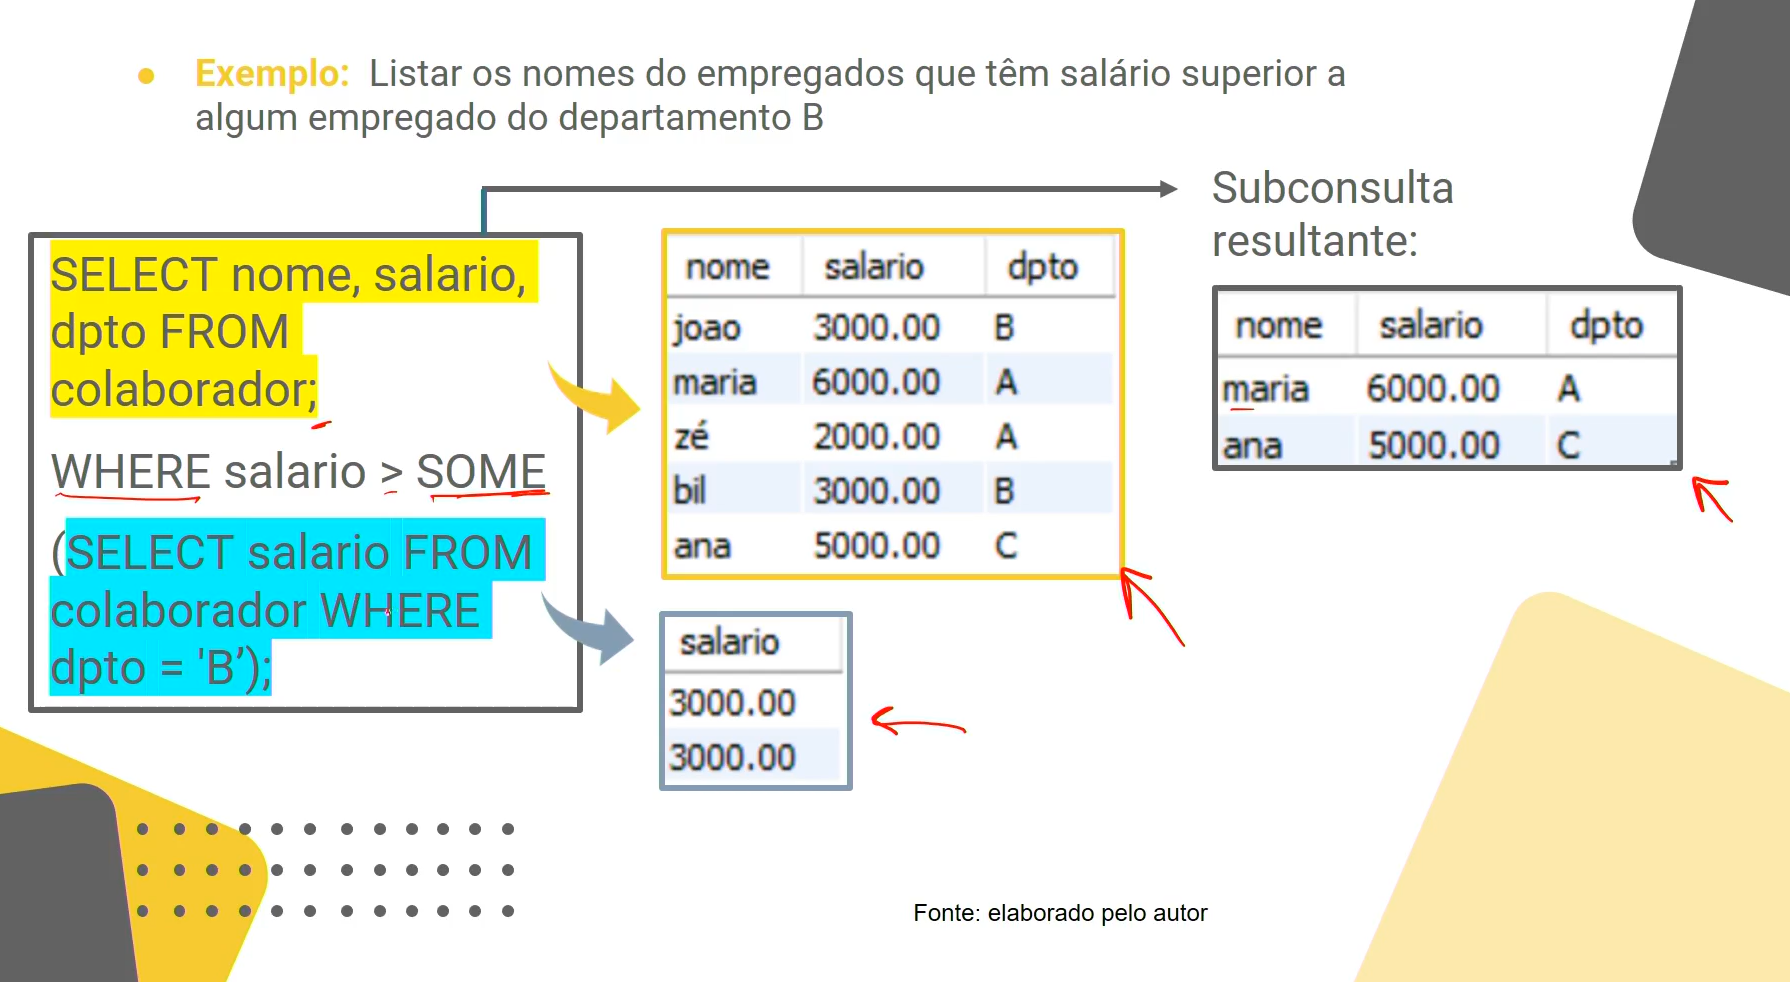 Exemplo: Listar os nomes do empregados que têm salário superior a
algum empregado do departamento B
SELECT nome, salario,
dpto FROM
colaborador;
WHERE salario > SOME
(SELECT salario FROM
colaborador WHERE
dpto = 'B’);
nome salario dpto
joao 3000.00 B
maria 6000.00 A
zé 2000.00 A
bil 3000.00 B
ana 5000.00 C
salario
3000.00
3000.00
Subconsulta
resultante:
nome salario dpto
maria 6000.00 A
ana 5000.00 C
Fonte: elaborado pelo autor